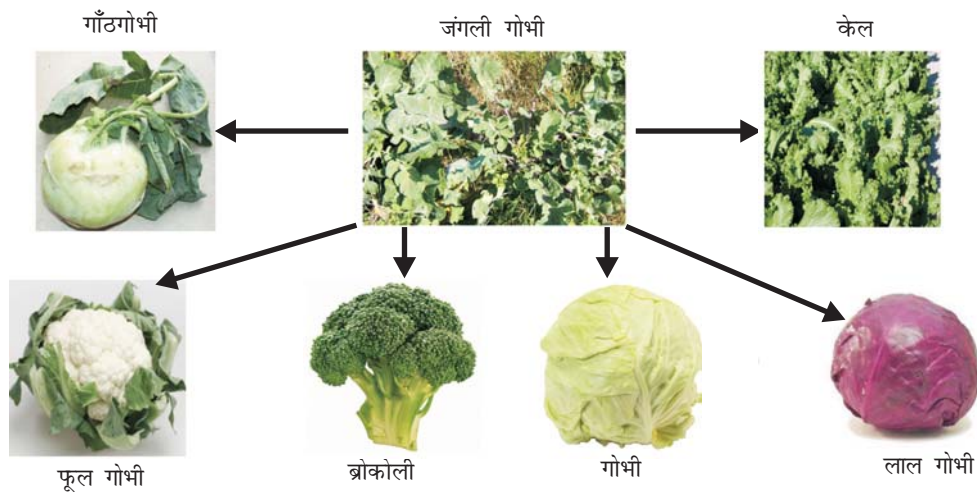 गाँठगोभी
जंगली गोभी
केल
फूल गोभी
ब्रोकोली
गोभी
लाल गोभी